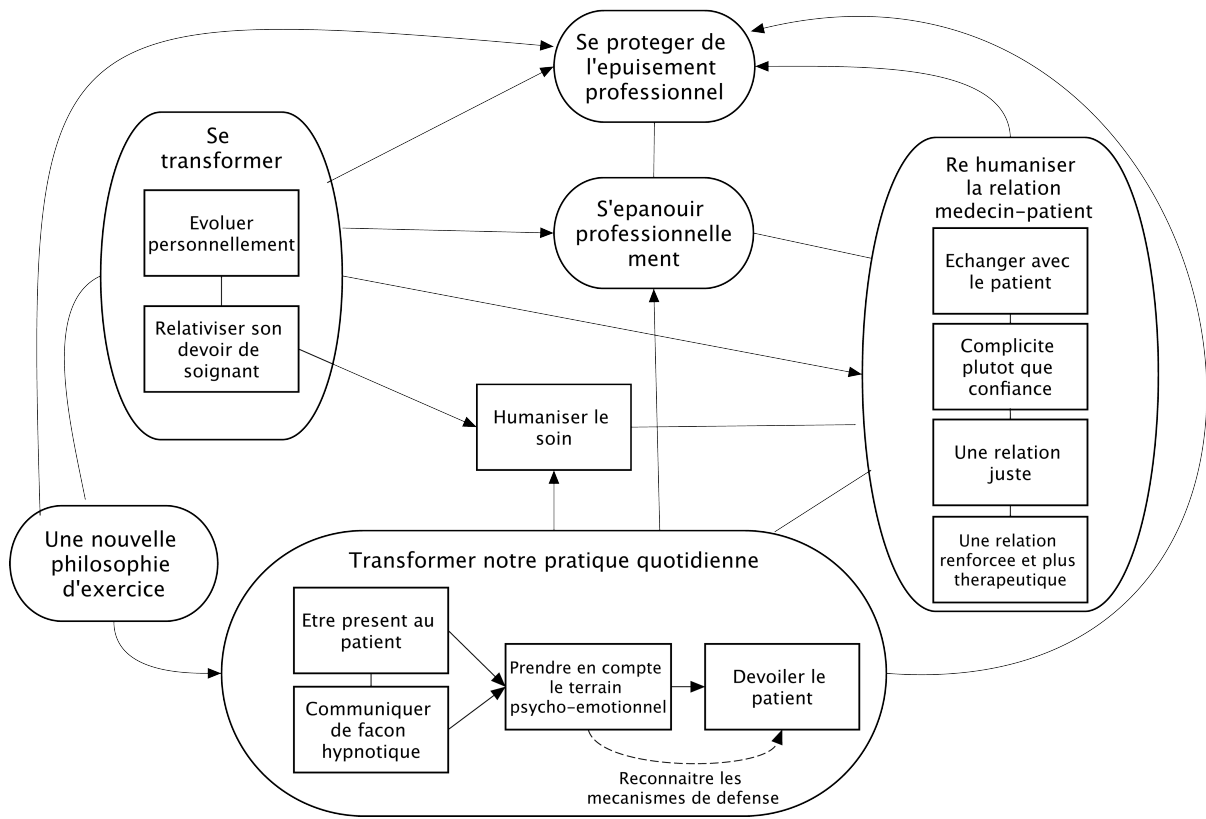 Se proteger de
l'epuisement
professionnel
Se
transformer
Evoluer
personnellement
Relativiser son
devoir de
soignant
S'epanouir
professionnelle
ment
Re humaniser
la relation
medecin-patient
Echanger avec
le patient
Complicite
plutot que
confiance
Une relation
juste
Une relation
renforcee et plus
therapeutique
Humaniser le
soin
Une nouvelle
philosophie
d'exercice
Transformer notre pratique quotidienne
Etre present au
patient
Communiquer
de facon
hypnotique
Prendre en compte
le terrain
psycho-emotionnel
Devoiler le
patient
Reconnaitre les
mecanismes de defense